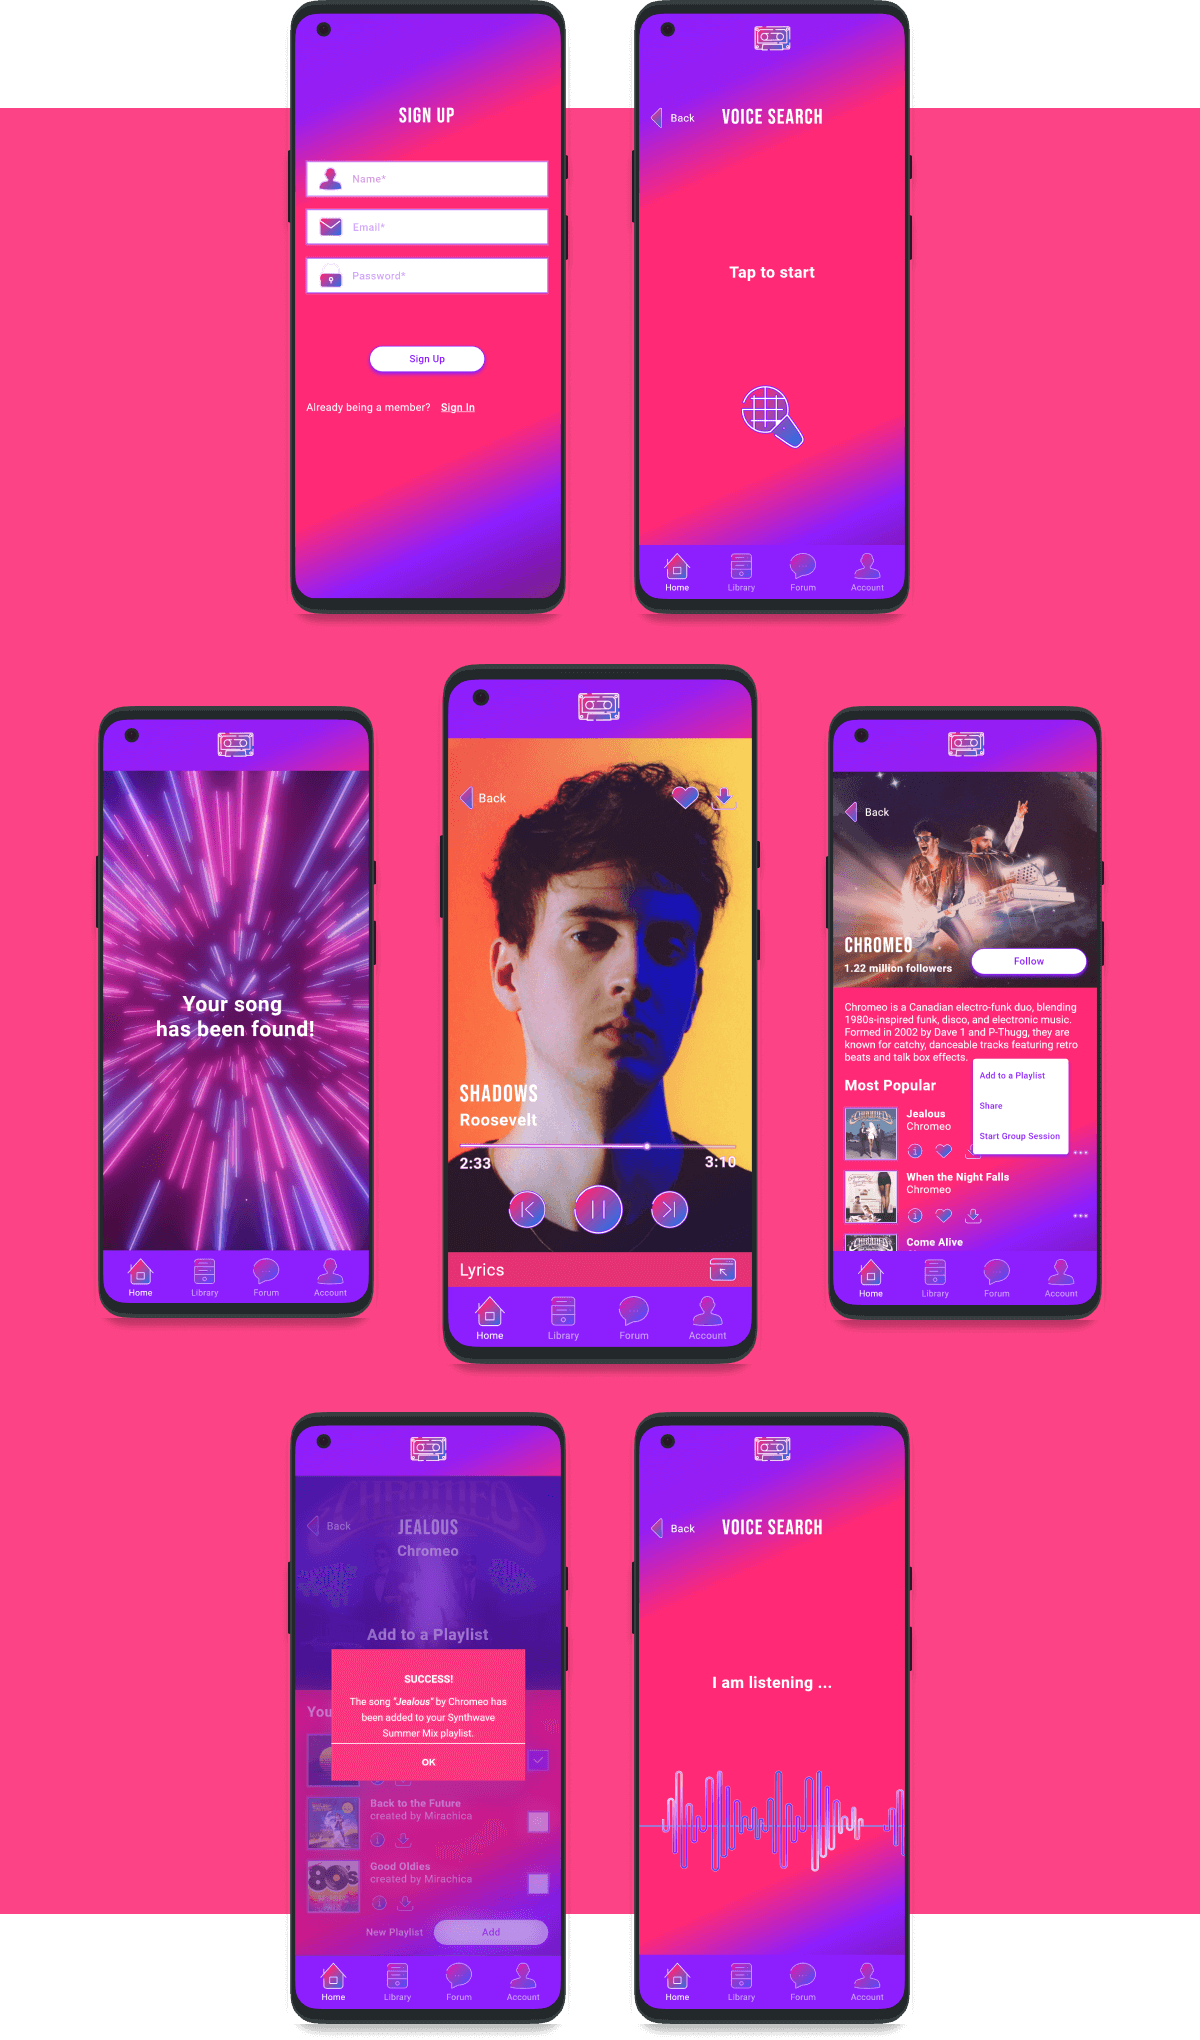 SIGN UP
Name*
Email*
Password*
Sign Up
Already being a member? Sign In
Back
VOICE SEARCH
Tap to start
Home
Library
Forum
Account
Your song
has been found!
Home
Library
Forum
Account
Back
SHADOWS
Roosevelt
2:33
3:10
Lyrics
Home
Library
Forum
Account
Back
CHROMEO
1.22 million followers
Follow
Chromeo is a Canadian electro-funk duo, blending
1980s-inspired funk, disco, and electronic music.
Formed in 2002 by Dave 1 and P-Thugg, they are
known for catchy, danceable tracks featuring retro
beats and talk box effects.
Most Popular
Add to a Playlist
Share
Start Group Session
Jealous
Chromeo
When the Night Falls
Chromeo
Come Alive
Home
Library
Forum
Account
CHROMEO
Back
JEALOUS
Chromeo
Add to a Playlist
You
SUCCESS!
The song "Jealous" by Chromeo has
been added to your Synthwave
Summer Mix playlist.
OK
Back to the Future
created by Mirachica
80's
Good Oldies
created by Mirachica
New Playlist
Add
Home
Library
Forum
Account
Back
VOICE SEARCH
I am listening ...
Home
Library
Forum
Account